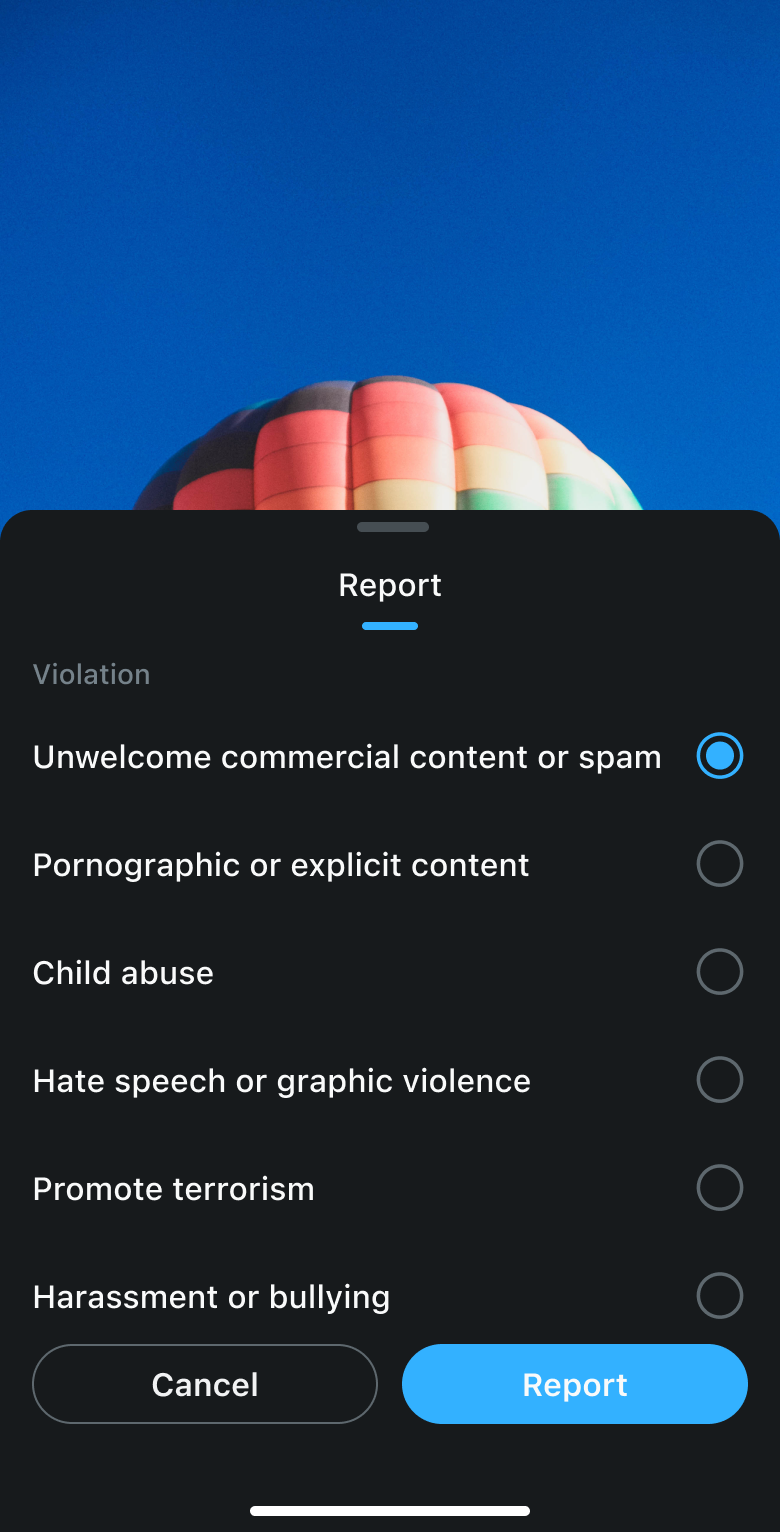 Report
Violation
Unwelcome commercial content or spam
Pornographic or explicit content
Child abuse
Hate speech or graphic violence
Promote terrorism
Harassment or bullying
Cancel
Report